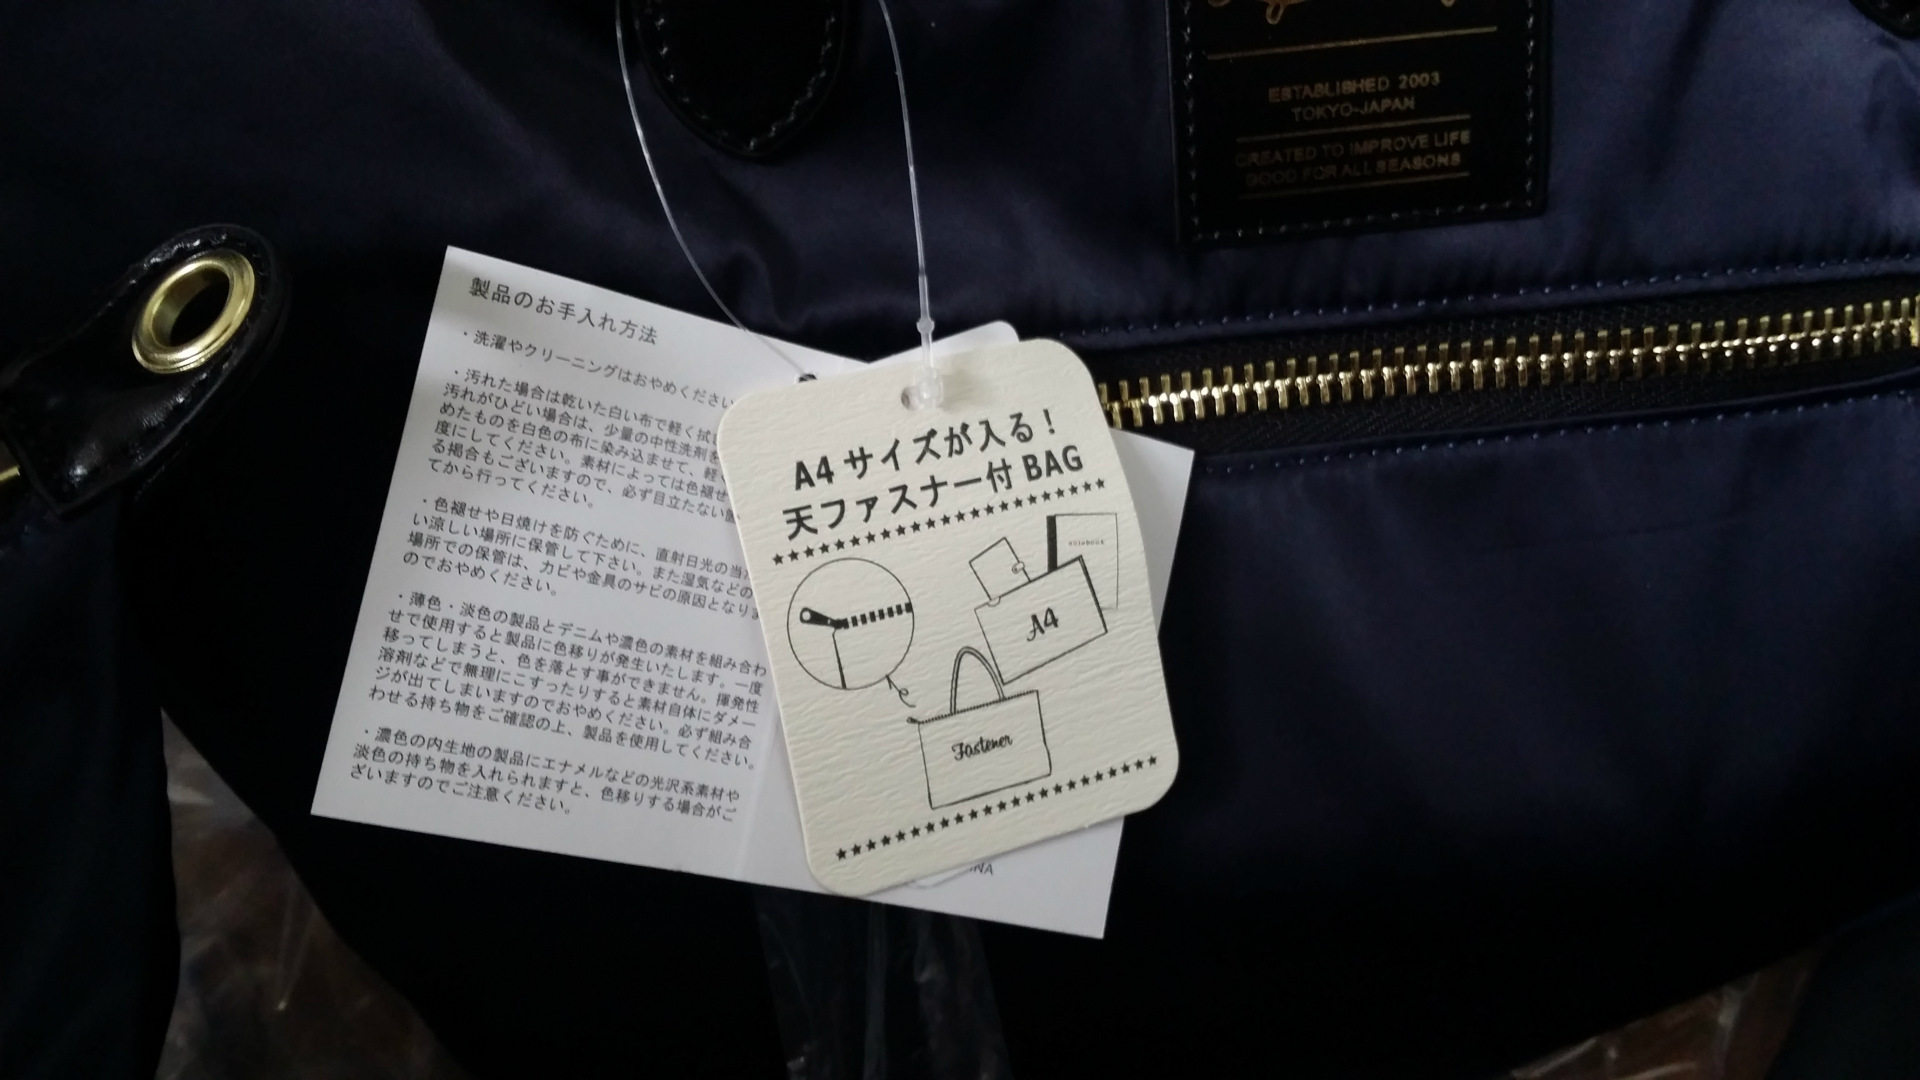 ESTABLISHED 2003
TOKYO-JAPAN
CREATED TO IMPROVE LIFE
GOOD FOR ALL SEASONS
製品のお手入れ方法
・洗濯やクリーニングはおやめください
・汚れた場合は乾いた白い布で軽く拭
汚れがひどい場合は、少量の中性洗剤を
めたものを白色の布に染み込ませて、軽
度にしてください。素材によっては色褪せ
る褐合もございますので、必ず目立たない
てから行ってください。
・色褪せや日焼けを防ぐために、直射日光の当
い涼しい場所に保管して下さい。また湿気などの
場所での保管は、カビや金具のサビの原因となりま
のでおやめください。
・薄色・淡色の製品とデニムや濃色の素材を組み合わ
せで使用すると製品に色移りが発生いたします。一度
移ってしまうと、色を落とす事ができません。揮発性
溶剤などで無理にこすったりすると素材自体にダメー
ジが出てしまいますのでおやめください。必ず組み合
わせる持ち物をご確認の上、製品を使用してください。
・濃色の内生地の製品にエナメルなどの光沢系素材や
淡色の持ち物を入れられますと、色移りする場合がご
ざいますのでご注意ください。
A4サイズが入る!
天ファスナー付BAG
notebook
A4
Fastener